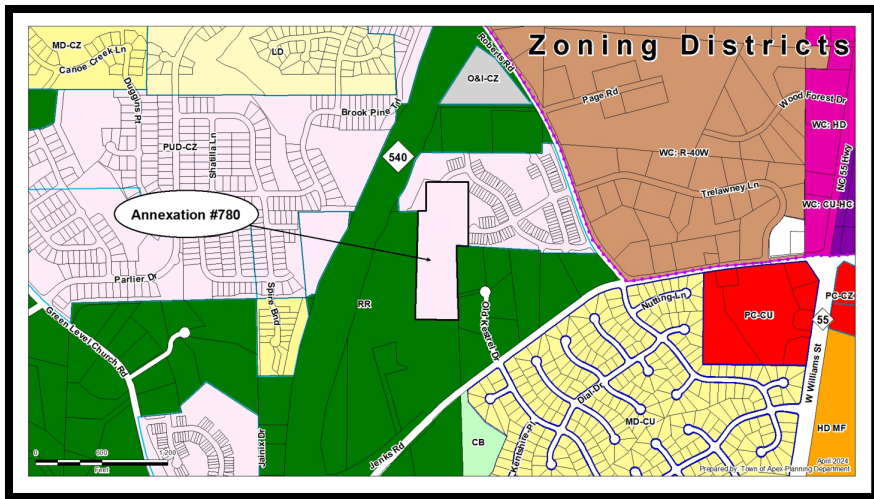 Zoning Districts
MD-CZ
Canoe Creek Ln
LD
Duggins Pt
Roberts Rd
O&I-CZ
Brook Pine Trl
Page Rd
Wood Forest Dr
WC: HD
PUD-CZ
Shatilla Ln
540
WC: R-40W
NC 55 Hwy
Trelawney Ln
WC: CU-HC
Annexation #780
Parlier Dr
Spire Bnd
RR
Old Kestrel Dr
Nutting Ln
PC-CU
PC-CZ
55
Green Level Church Rd
W Williams St
Dial Dr
MD-CU
HD MF
Kentshire Pl
CB
Jainix Dr
Jenks Rd
0 600 1,200
Feet
April 2024
Prepared by: Town of Apex Planning Department